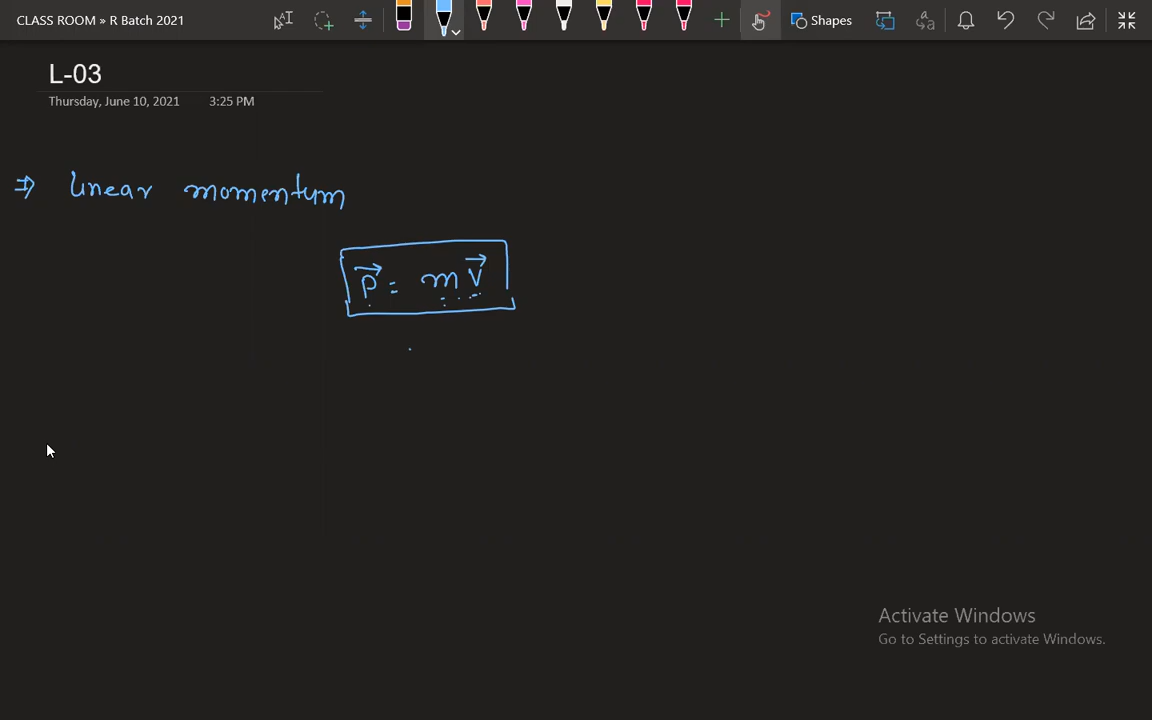 CLASS ROOM » R Batch 2021
Shapes
L-03
Thursday, June 10, 2021 3:25 PM
⇒ linear momentum
p⃗ = m v⃗
Activate Windows
Go to Settings to activate Windows.